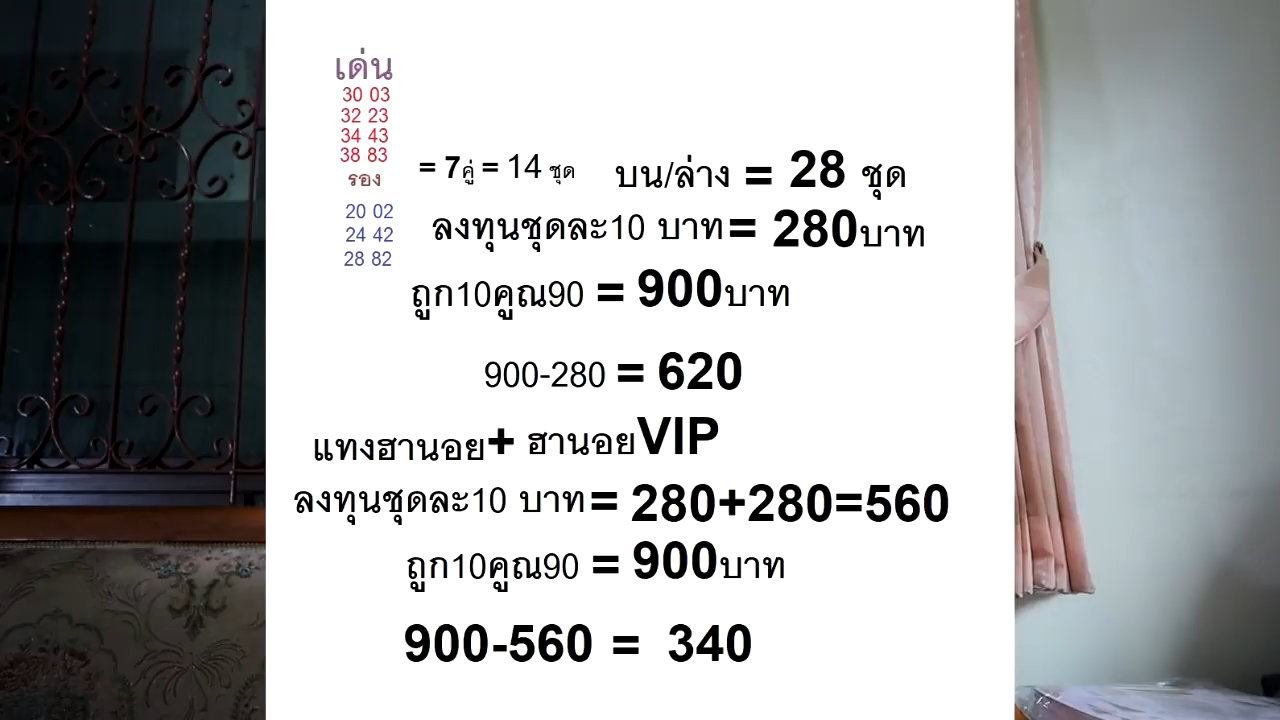 เด่น
30 03
32 23
34 43
38 83
= 7คู่ = 14 ชุด บน/ล่าง = 28 ชุด
รอง
20 02
ลงทุนชุดละ10 บาท= 280บาท
24 42
28 82
ถูก10คูณ90 = 900บาท
900-280 = 620
แทงฮานอย+ ฮานอยVIP
ลงทุนชุดละ10 บาท= 280+280=560
ถูก10คูณ90 = 900บาท
900-560 = 340